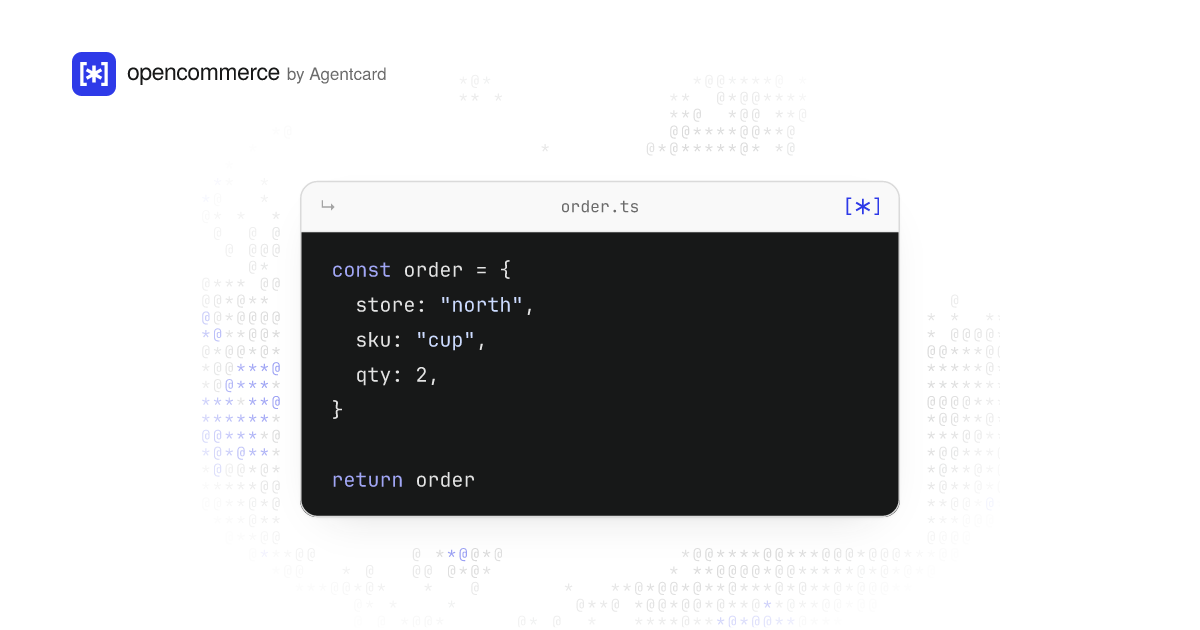 [*] opencommerce by Agentcard
order.ts [*]
const order = {
  store: "north",
  sku: "cup",
  qty: 2,
}
return order